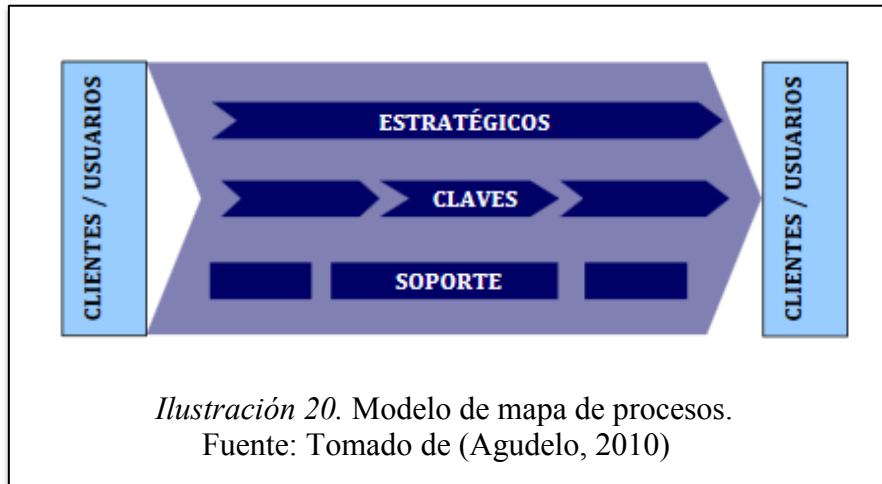 CLIENTES / USUARIOS
ESTRATÉGICOS
CLAVES
SOPORTE
CLIENTES / USUARIOS
Ilustración 20. Modelo de mapa de procesos.
Fuente: Tomado de (Agudelo, 2010)